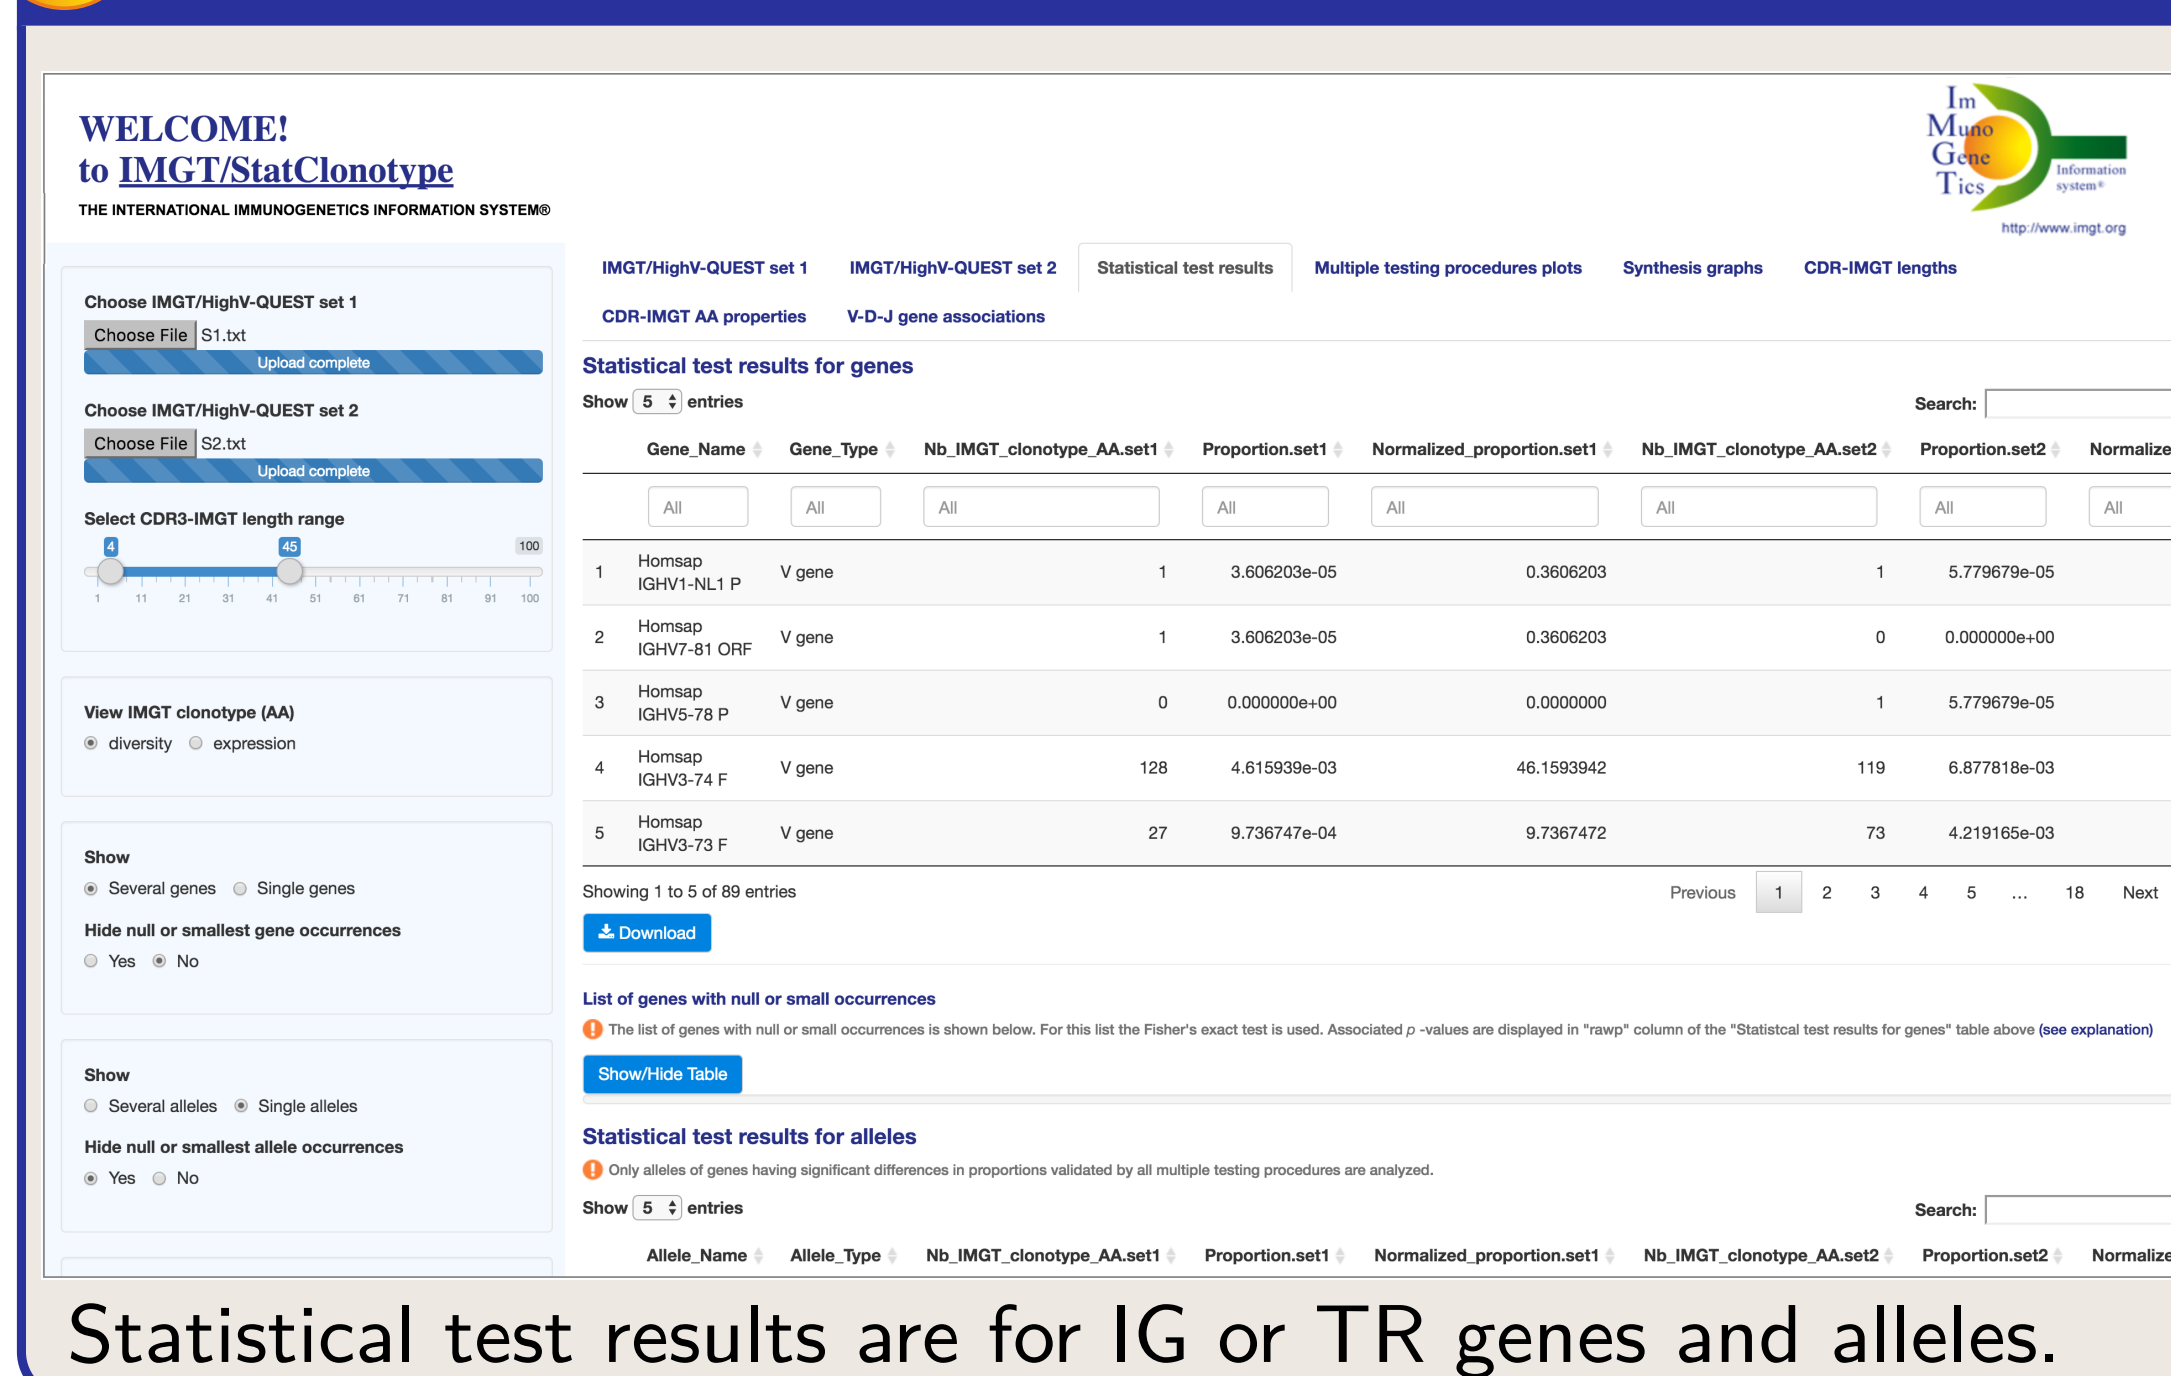 WELCOME!
to IMGT/StatClonotype
THE INTERNATIONAL IMMUNOGENETICS INFORMATION SYSTEM®
Im
Muno
Gene
Tics
Information
system®
http://www.imgt.org
Choose IMGT/HighV-QUEST set 1
Choose File S1.txt
Upload complete
Choose IMGT/HighV-QUEST set 2
Choose File S2.txt
Upload complete
Select CDR3-IMGT length range
4 45 100
1 11 21 31 41 51 61 71 81 91 100
View IMGT clonotype (AA)
diversity expression
Show
Several genes Single genes
Hide null or smallest gene occurrences
Yes No
Show
Several alleles Single alleles
Hide null or smallest allele occurrences
Yes No
IMGT/HighV-QUEST set 1 IMGT/HighV-QUEST set 2 Statistical test results Multiple testing procedures plots Synthesis graphs CDR-IMGT lengths
CDR-IMGT AA properties V-D-J gene associations
Statistical test results for genes
Show 5 entries Search:
Gene_Name Gene_Type Nb_IMGT_clonotype_AA.set1 Proportion.set1 Normalized_proportion.set1 Nb_IMGT_clonotype_AA.set2 Proportion.set2 Normalize
All All All All All All All All
1 Homsap IGHV1-NL1 P V gene 1 3.606203e-05 0.3606203 1 5.779679e-05
2 Homsap IGHV7-81 ORF V gene 1 3.606203e-05 0.3606203 0 0.000000e+00
3 Homsap IGHV5-78 P V gene 0 0.000000e+00 0.0000000 1 5.779679e-05
4 Homsap IGHV3-74 F V gene 128 4.615939e-03 46.1593942 119 6.877818e-03
5 Homsap IGHV3-73 F V gene 27 9.736747e-04 9.7367472 73 4.219165e-03
Showing 1 to 5 of 89 entries Previous 1 2 3 4 5 … 18 Next
Download
List of genes with null or small occurrences
The list of genes with null or small occurrences is shown below. For this list the Fisher's exact test is used. Associated p -values are displayed in "rawp" column of the "Statistcal test results for genes" table above (see explanation)
Show/Hide Table
Statistical test results for alleles
Only alleles of genes having significant differences in proportions validated by all multiple testing procedures are analyzed.
Show 5 entries Search:
Allele_Name Allele_Type Nb_IMGT_clonotype_AA.set1 Proportion.set1 Normalized_proportion.set1 Nb_IMGT_clonotype_AA.set2 Proportion.set2 Normalize
Statistical test results are for IG or TR genes and alleles.